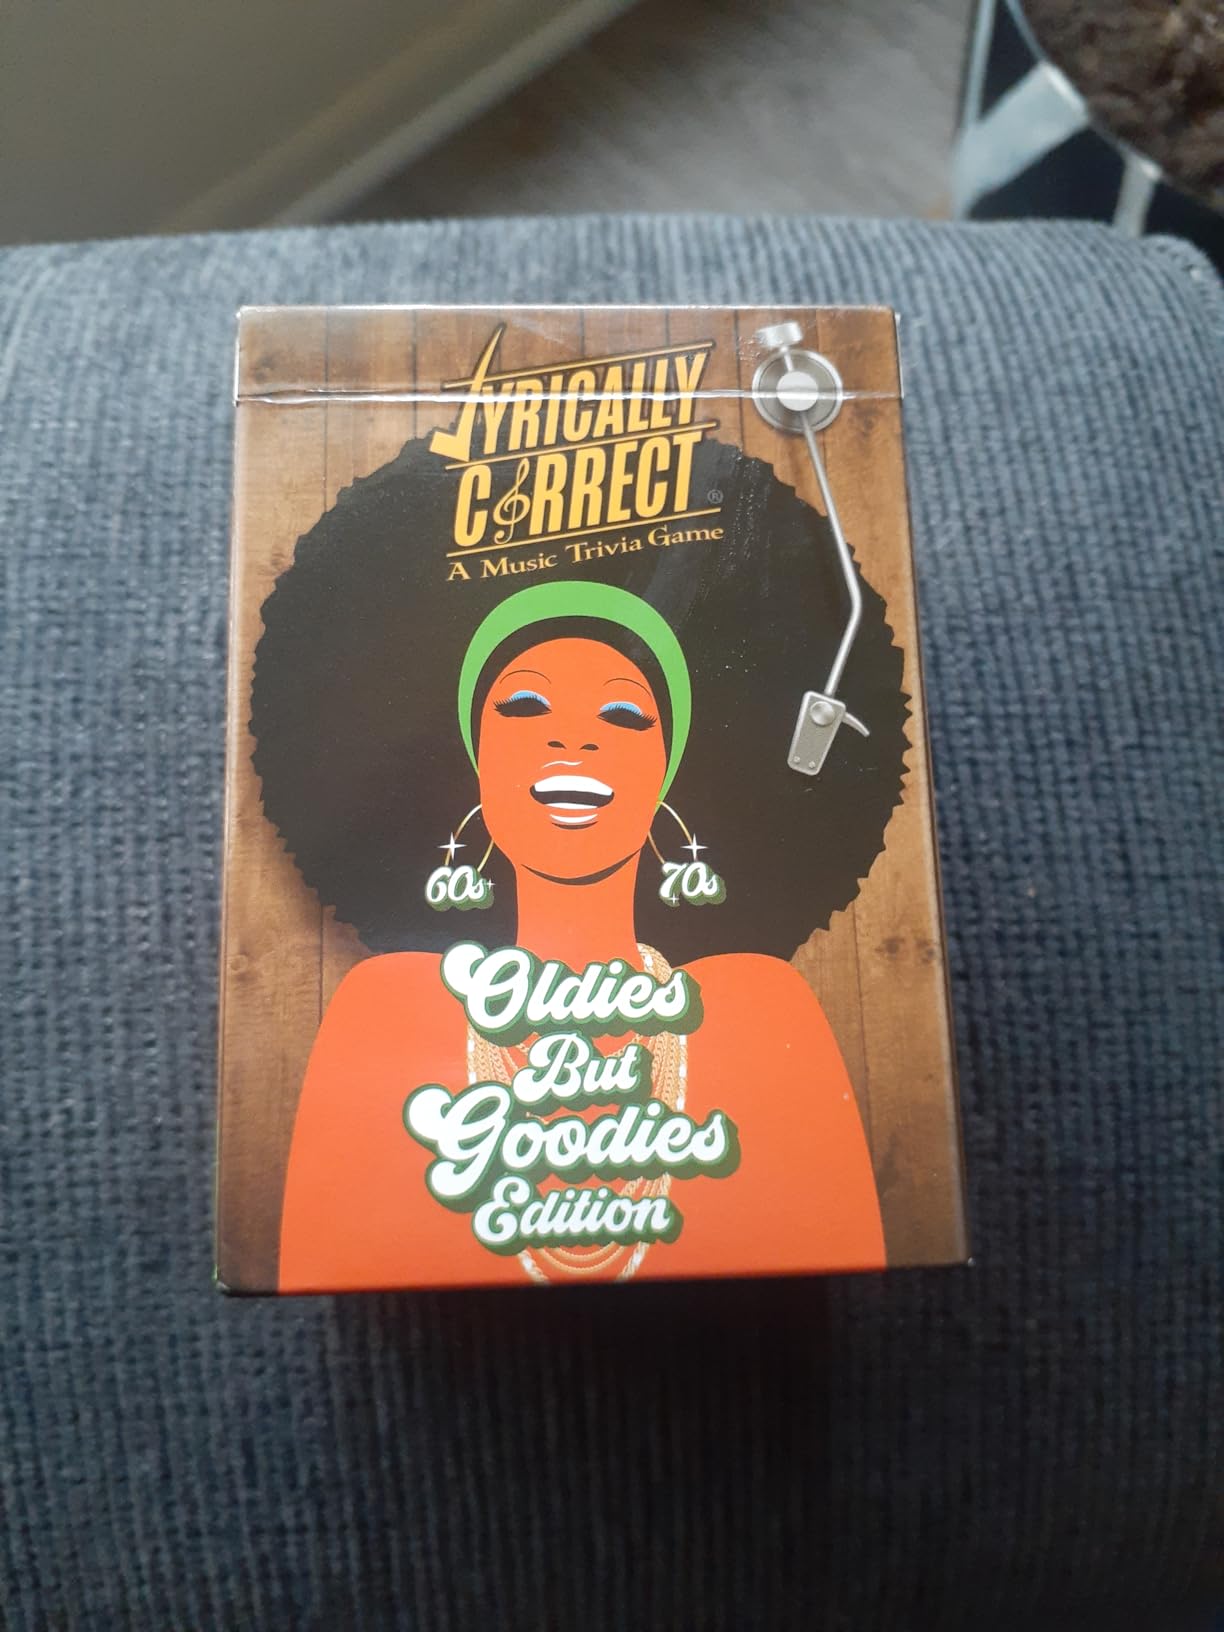 LYRICALLY
CORRECT ®
A Music Trivia Game
60s
70s
Oldies
But
Goodies
Edition